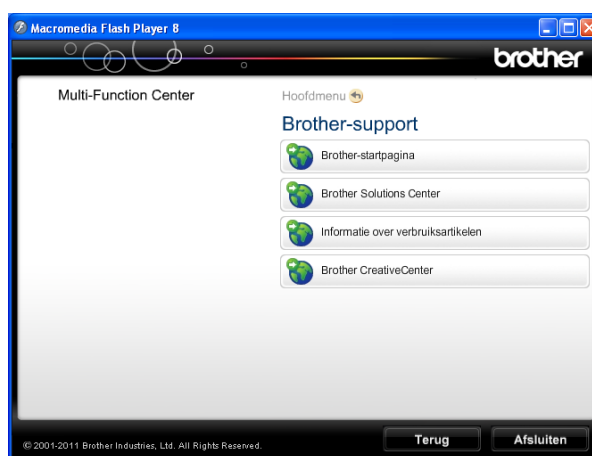 Macromedia Flash Player 8
brother
Multi-Function Center
Hoofdmenu
Brother-support
Brother-startpagina
Brother Solutions Center
Informatie over verbruiksartikelen
Brother CreativeCenter
© 2001-2011 Brother Industries, Ltd. All Rights Reserved.
Terug
Afsluiten